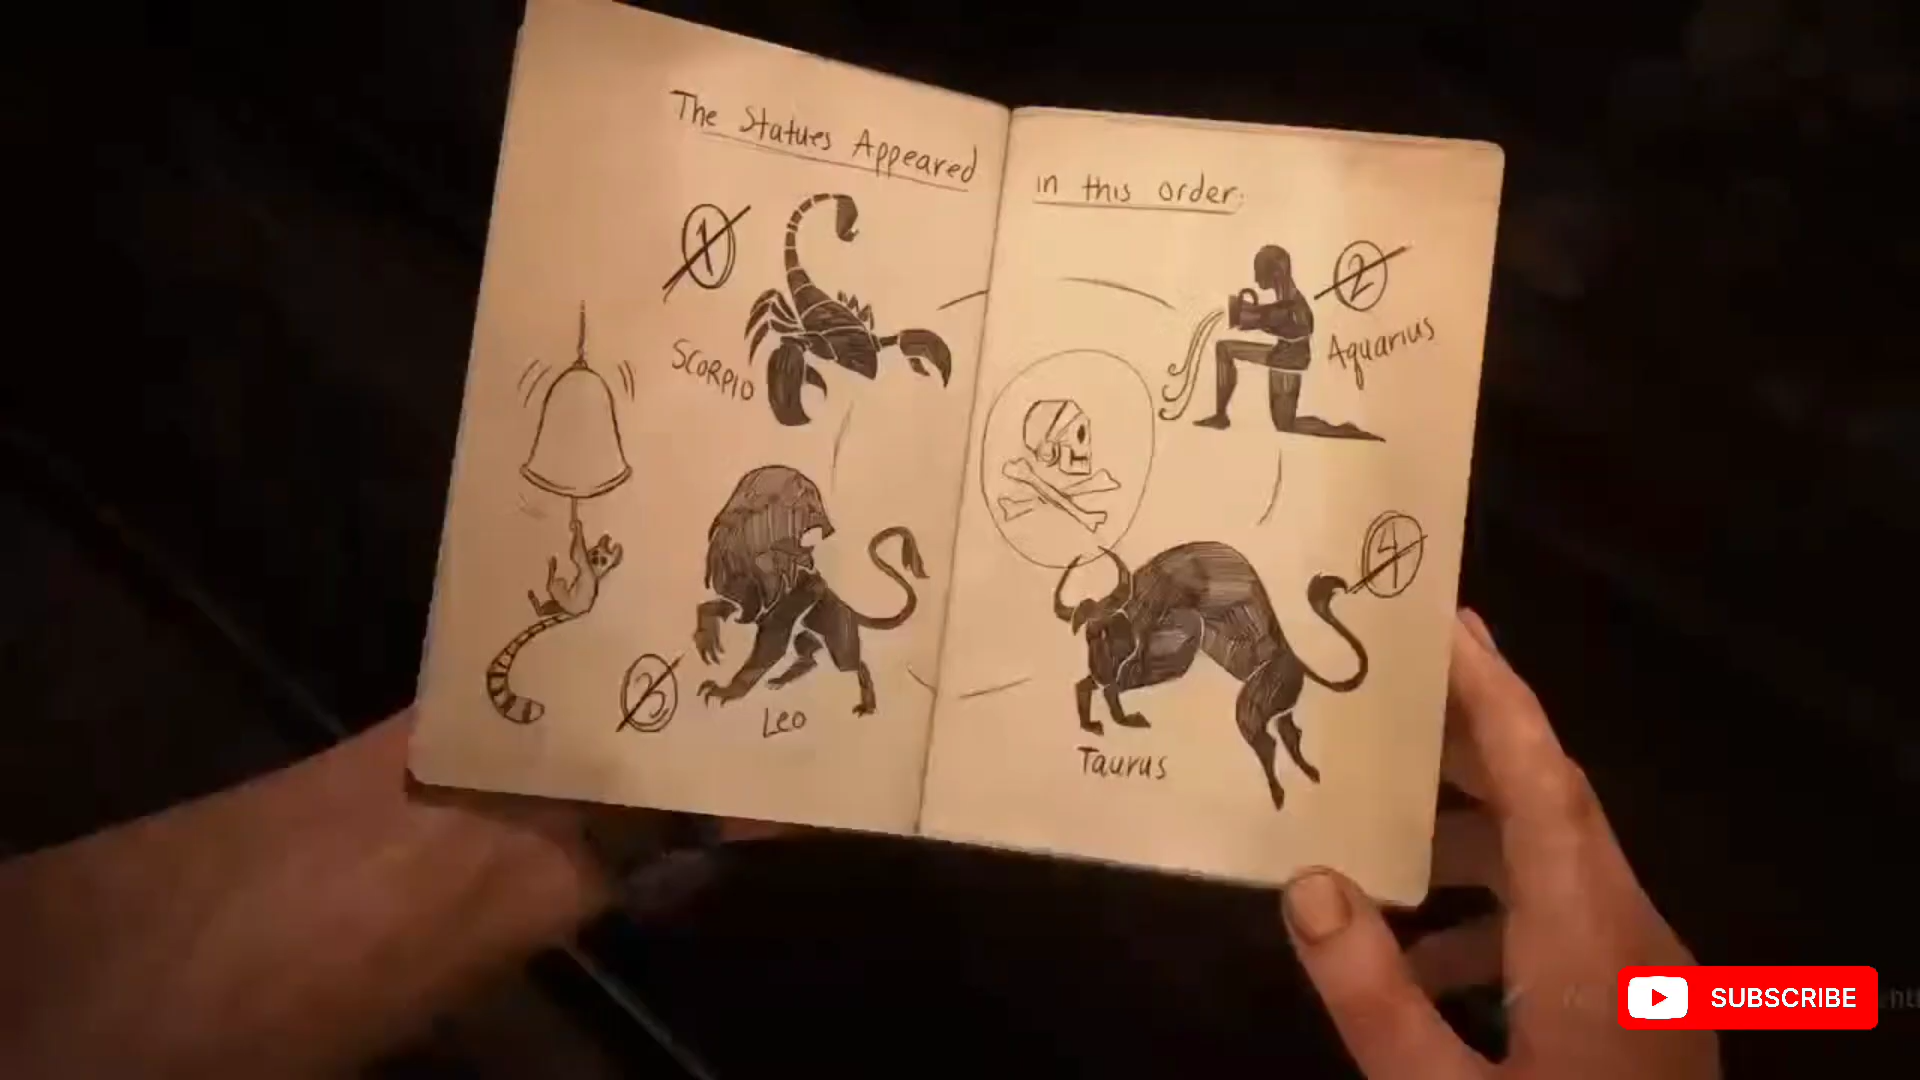 The Statues Appeared
in this order:
1
SCORPIO
2
Aquarius
3
Leo
4
Taurus
SUBSCRIBE